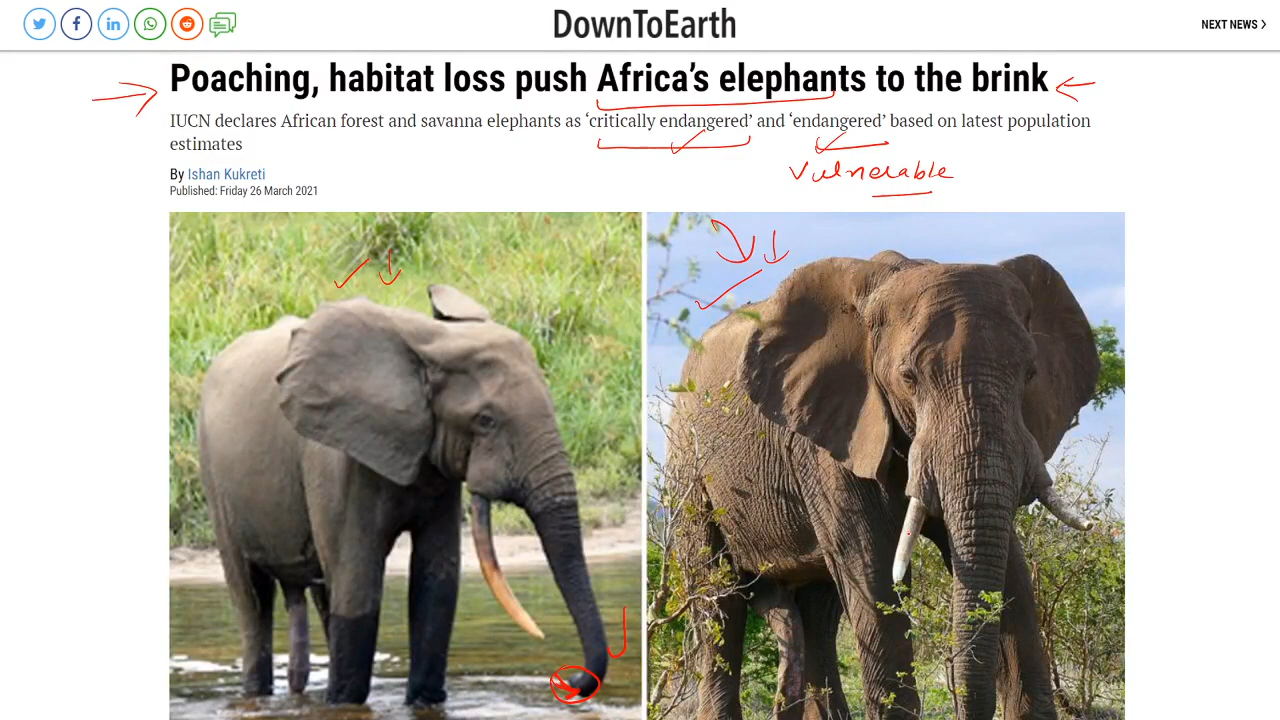 DownToEarth
NEXT NEWS >
Poaching, habitat loss push Africa's elephants to the brink
IUCN declares African forest and savanna elephants as ‘critically endangered’ and ‘endangered’ based on latest population
estimates
Vulnerable
By Ishan Kukreti
Published: Friday 26 March 2021